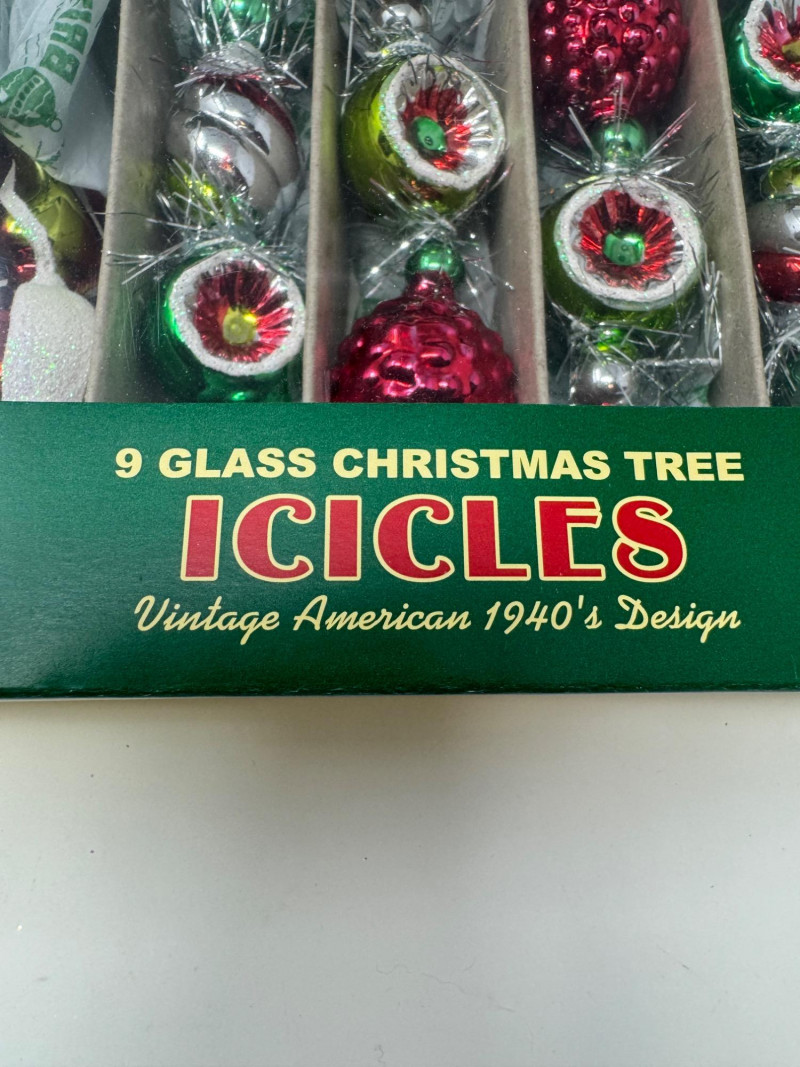 9 GLASS CHRISTMAS TREE
ICICLES
Vintage American 1940's Design